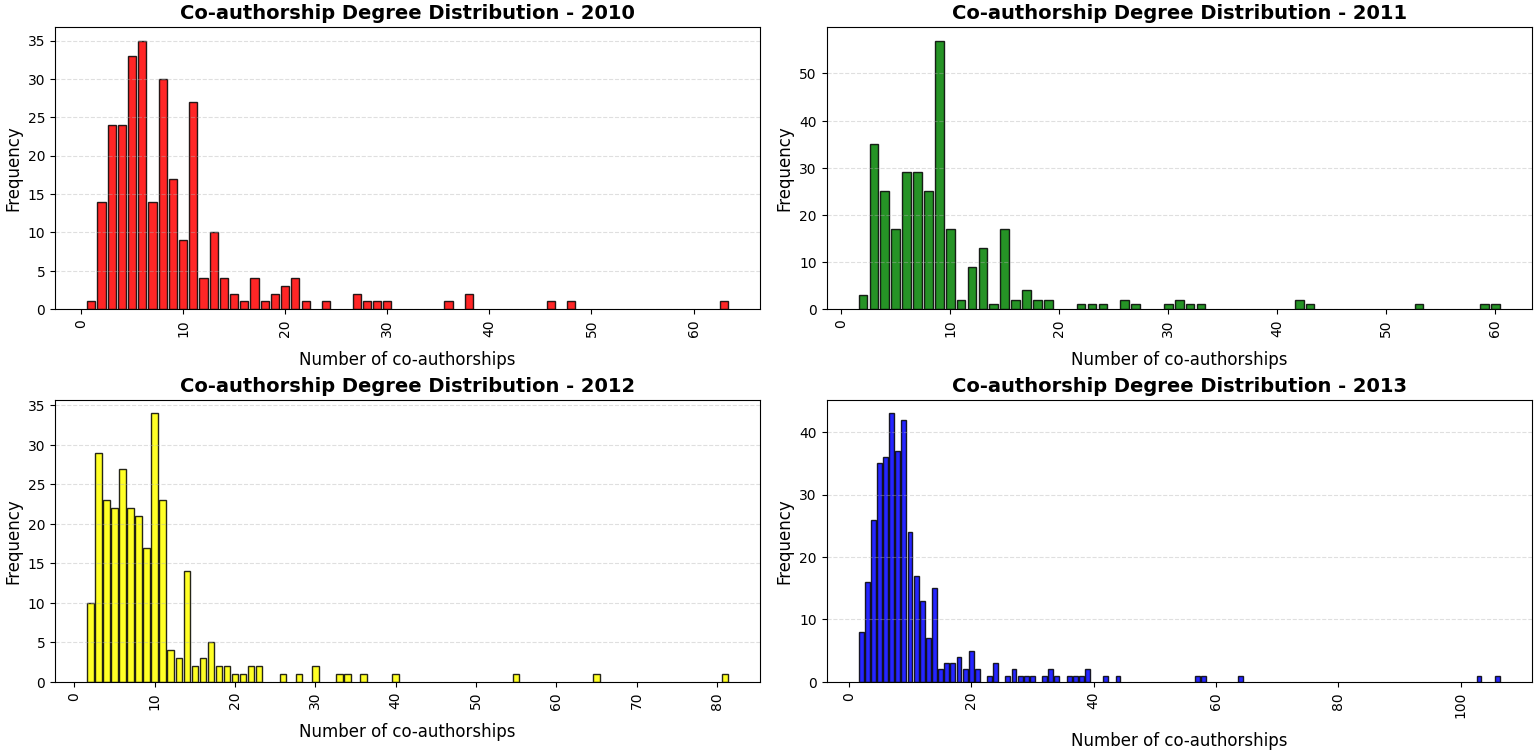 Co-authorship Degree Distribution - 2010
35
30
25
20
15
10
5
0
Frequency
0 10 20 30 40 50 60
Number of co-authorships
Co-authorship Degree Distribution - 2011
50
40
30
20
10
0
Frequency
0 10 20 30 40 50 60
Number of co-authorships
Co-authorship Degree Distribution - 2012
35
30
25
20
15
10
5
0
Frequency
0 10 20 30 40 50 60 70 80
Number of co-authorships
Co-authorship Degree Distribution - 2013
40
30
20
10
0
Frequency
0 20 40 60 80 100
Number of co-authorships